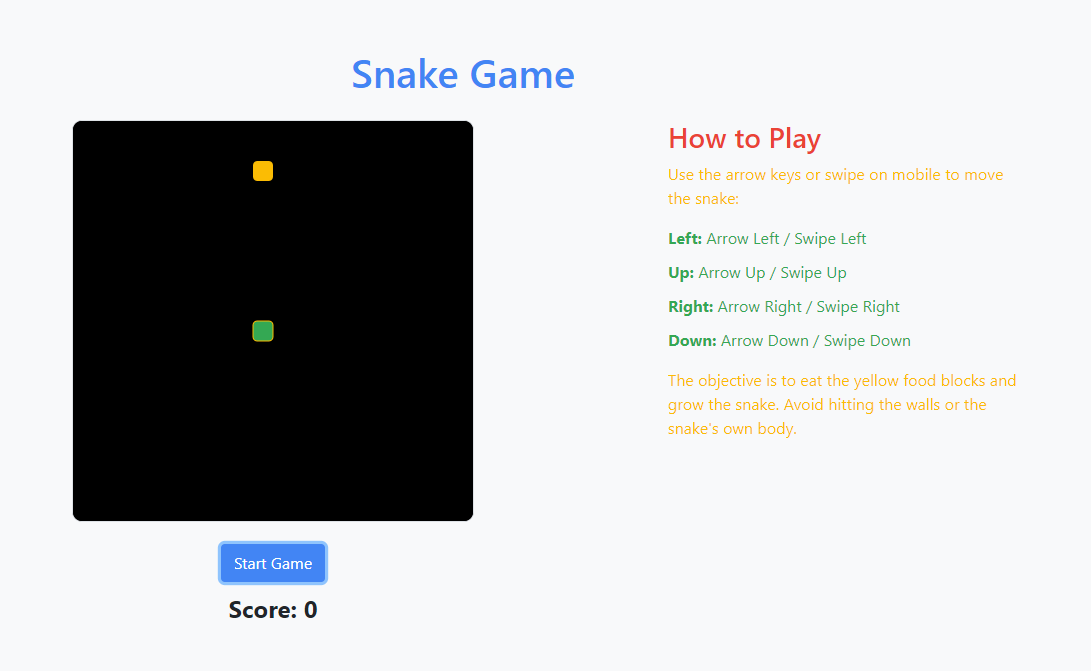 Snake Game
How to Play
Use the arrow keys or swipe on mobile to move
the snake:
Left: Arrow Left / Swipe Left
Up: Arrow Up / Swipe Up
Right: Arrow Right / Swipe Right
Down: Arrow Down / Swipe Down
The objective is to eat the yellow food blocks and
grow the snake. Avoid hitting the walls or the
snake's own body.
Start Game
Score: 0